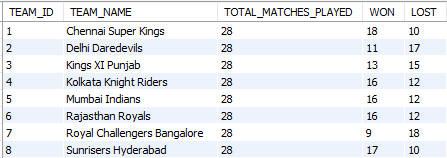 TEAM_ID TEAM_NAME TOTAL_MATCHES_PLAYED WON LOST
1 Chennai Super Kings 28 18 10
2 Delhi Daredevils 28 11 17
3 Kings XI Punjab 28 13 15
4 Kolkata Knight Riders 28 16 12
5 Mumbai Indians 28 16 12
6 Rajasthan Royals 28 16 12
7 Royal Challengers Bangalore 28 9 18
8 Sunrisers Hyderabad 28 17 10